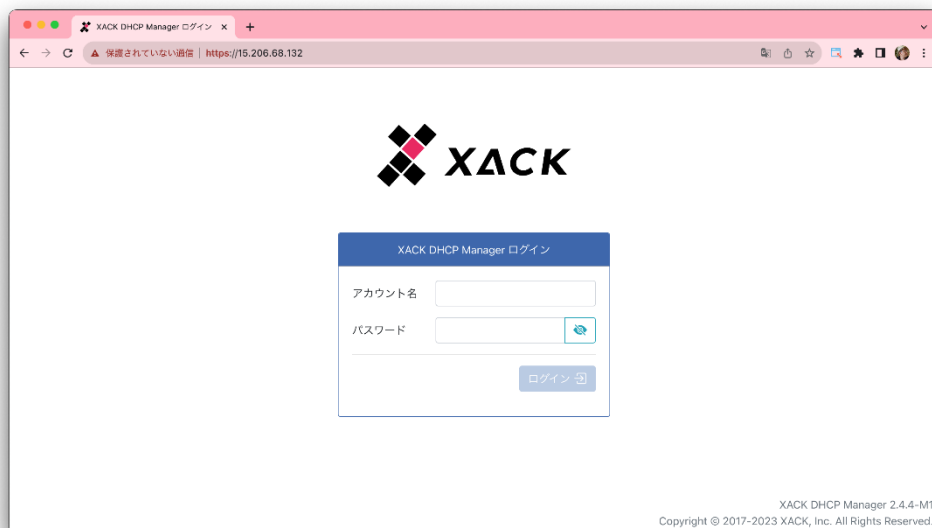 XACK DHCP Manager ログイン
保護されていない通信 | https://15.206.68.132
XACK
XACK DHCP Manager ログイン
アカウント名
パスワード
ログイン
XACK DHCP Manager 2.4.4-M1
Copyright © 2017-2023 XACK, Inc. All Rights Reserved.